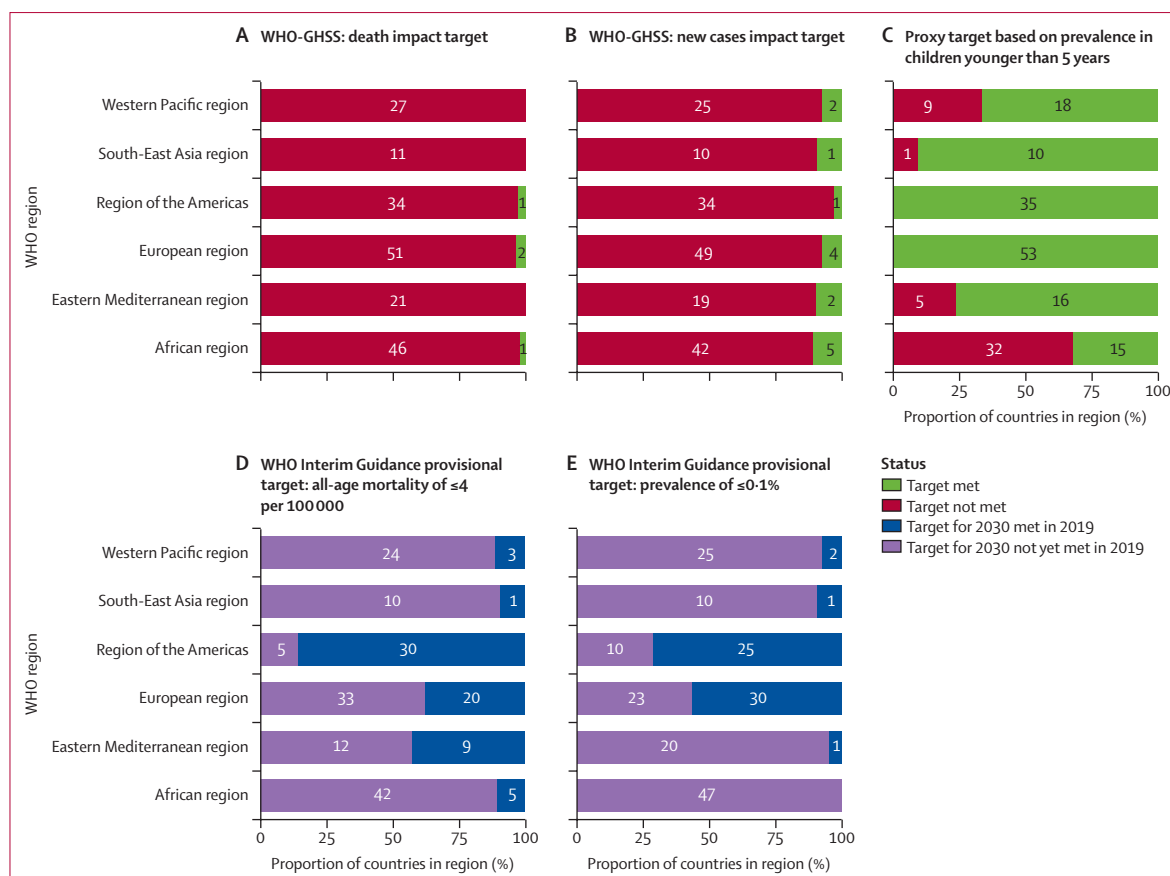 A WHO-GHSS: death impact target
B WHO-GHSS: new cases impact target
C Proxy target based on prevalence in
children younger than 5 years
WHO region
Western Pacific region
27
25 2
9 18
South-East Asia region
11
10 1
1 10
Region of the Americas
34 1
34 1
35
European region
51 2
49 4
53
Eastern Mediterranean region
21
19 2
5 16
African region
46 1
42 5
32 15
0 25 50 75 100
Proportion of countries in region (%)
D WHO Interim Guidance provisional
target: all-age mortality of ≤4
per 100 000
E WHO Interim Guidance provisional
target: prevalence of ≤0·1%
Status
Target met
Target not met
Target for 2030 met in 2019
Target for 2030 not yet met in 2019
WHO region
Western Pacific region
24 3
25 2
South-East Asia region
10 1
10 1
Region of the Americas
5 30
10 25
European region
33 20
23 30
Eastern Mediterranean region
12 9
20 1
African region
42 5
47
0 25 50 75 100
Proportion of countries in region (%)
0 25 50 75 100
Proportion of countries in region (%)